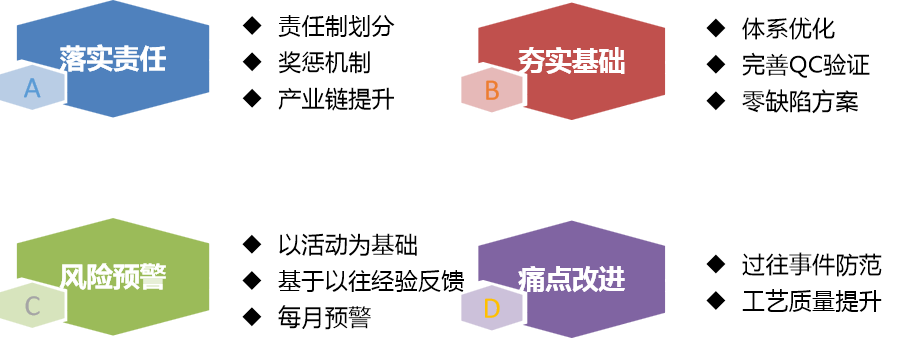 落实责任
A
◆ 责任制划分
◆ 奖惩机制
◆ 产业链提升
夯实基础
B
◆ 体系优化
◆ 完善QC验证
◆ 零缺陷方案
风险预警
C
◆ 以活动为基础
◆ 基于以往经验反馈
◆ 每月预警
痛点改进
D
◆ 过往事件防范
◆ 工艺质量提升